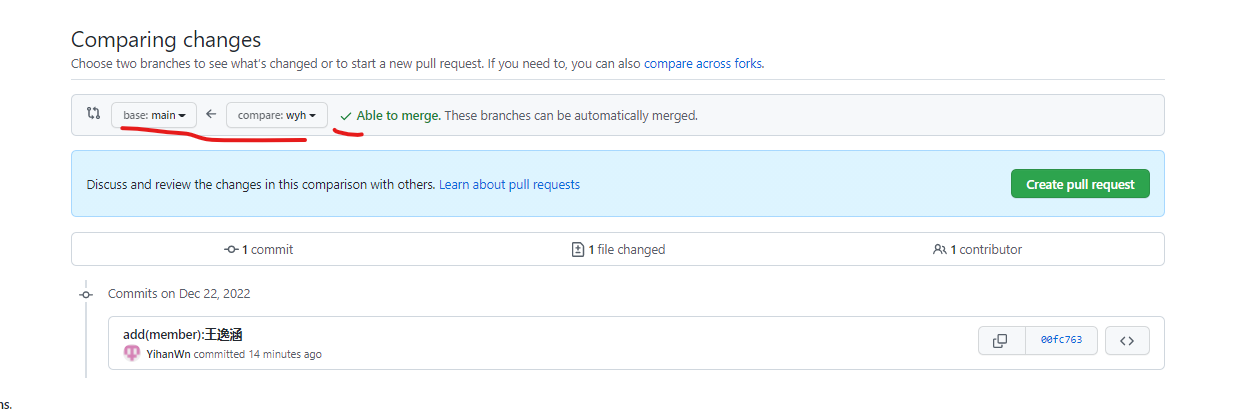 Comparing changes
Choose two branches to see what's changed or to start a new pull request. If you need to, you can also compare across forks.
base: main compare: wyh Able to merge. These branches can be automatically merged.
Discuss and review the changes in this comparison with others. Learn about pull requests Create pull request
1 commit 1 file changed 1 contributor
Commits on Dec 22, 2022
add(member):王逸涵
YihanWn committed 14 minutes ago 00fc763
ns.